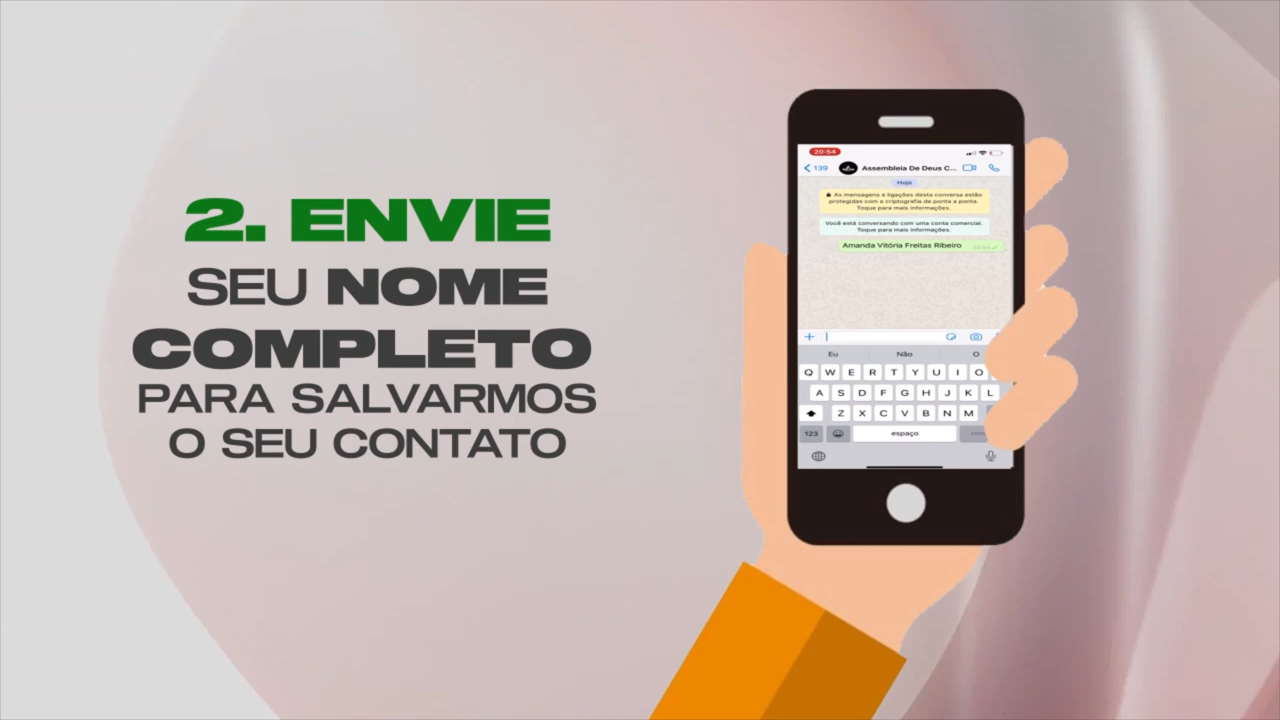 2. ENVIE
SEU NOME
COMPLETO
PARA SALVARMOS
O SEU CONTATO
20:54
139
Assembleia De Deus C...
Hoje
As mensagens e ligações desta conversa estão
protegidas com a criptografia de ponta a ponta.
Toque para mais informações.
Você está conversando com uma conta comercial.
Toque para mais informações.
Amanda Vitória Freitas Ribeiro 20:54
Eu Não O
Q W E R T Y U I O
A S D F G H J K L
Z X C V B N M
123 espaço